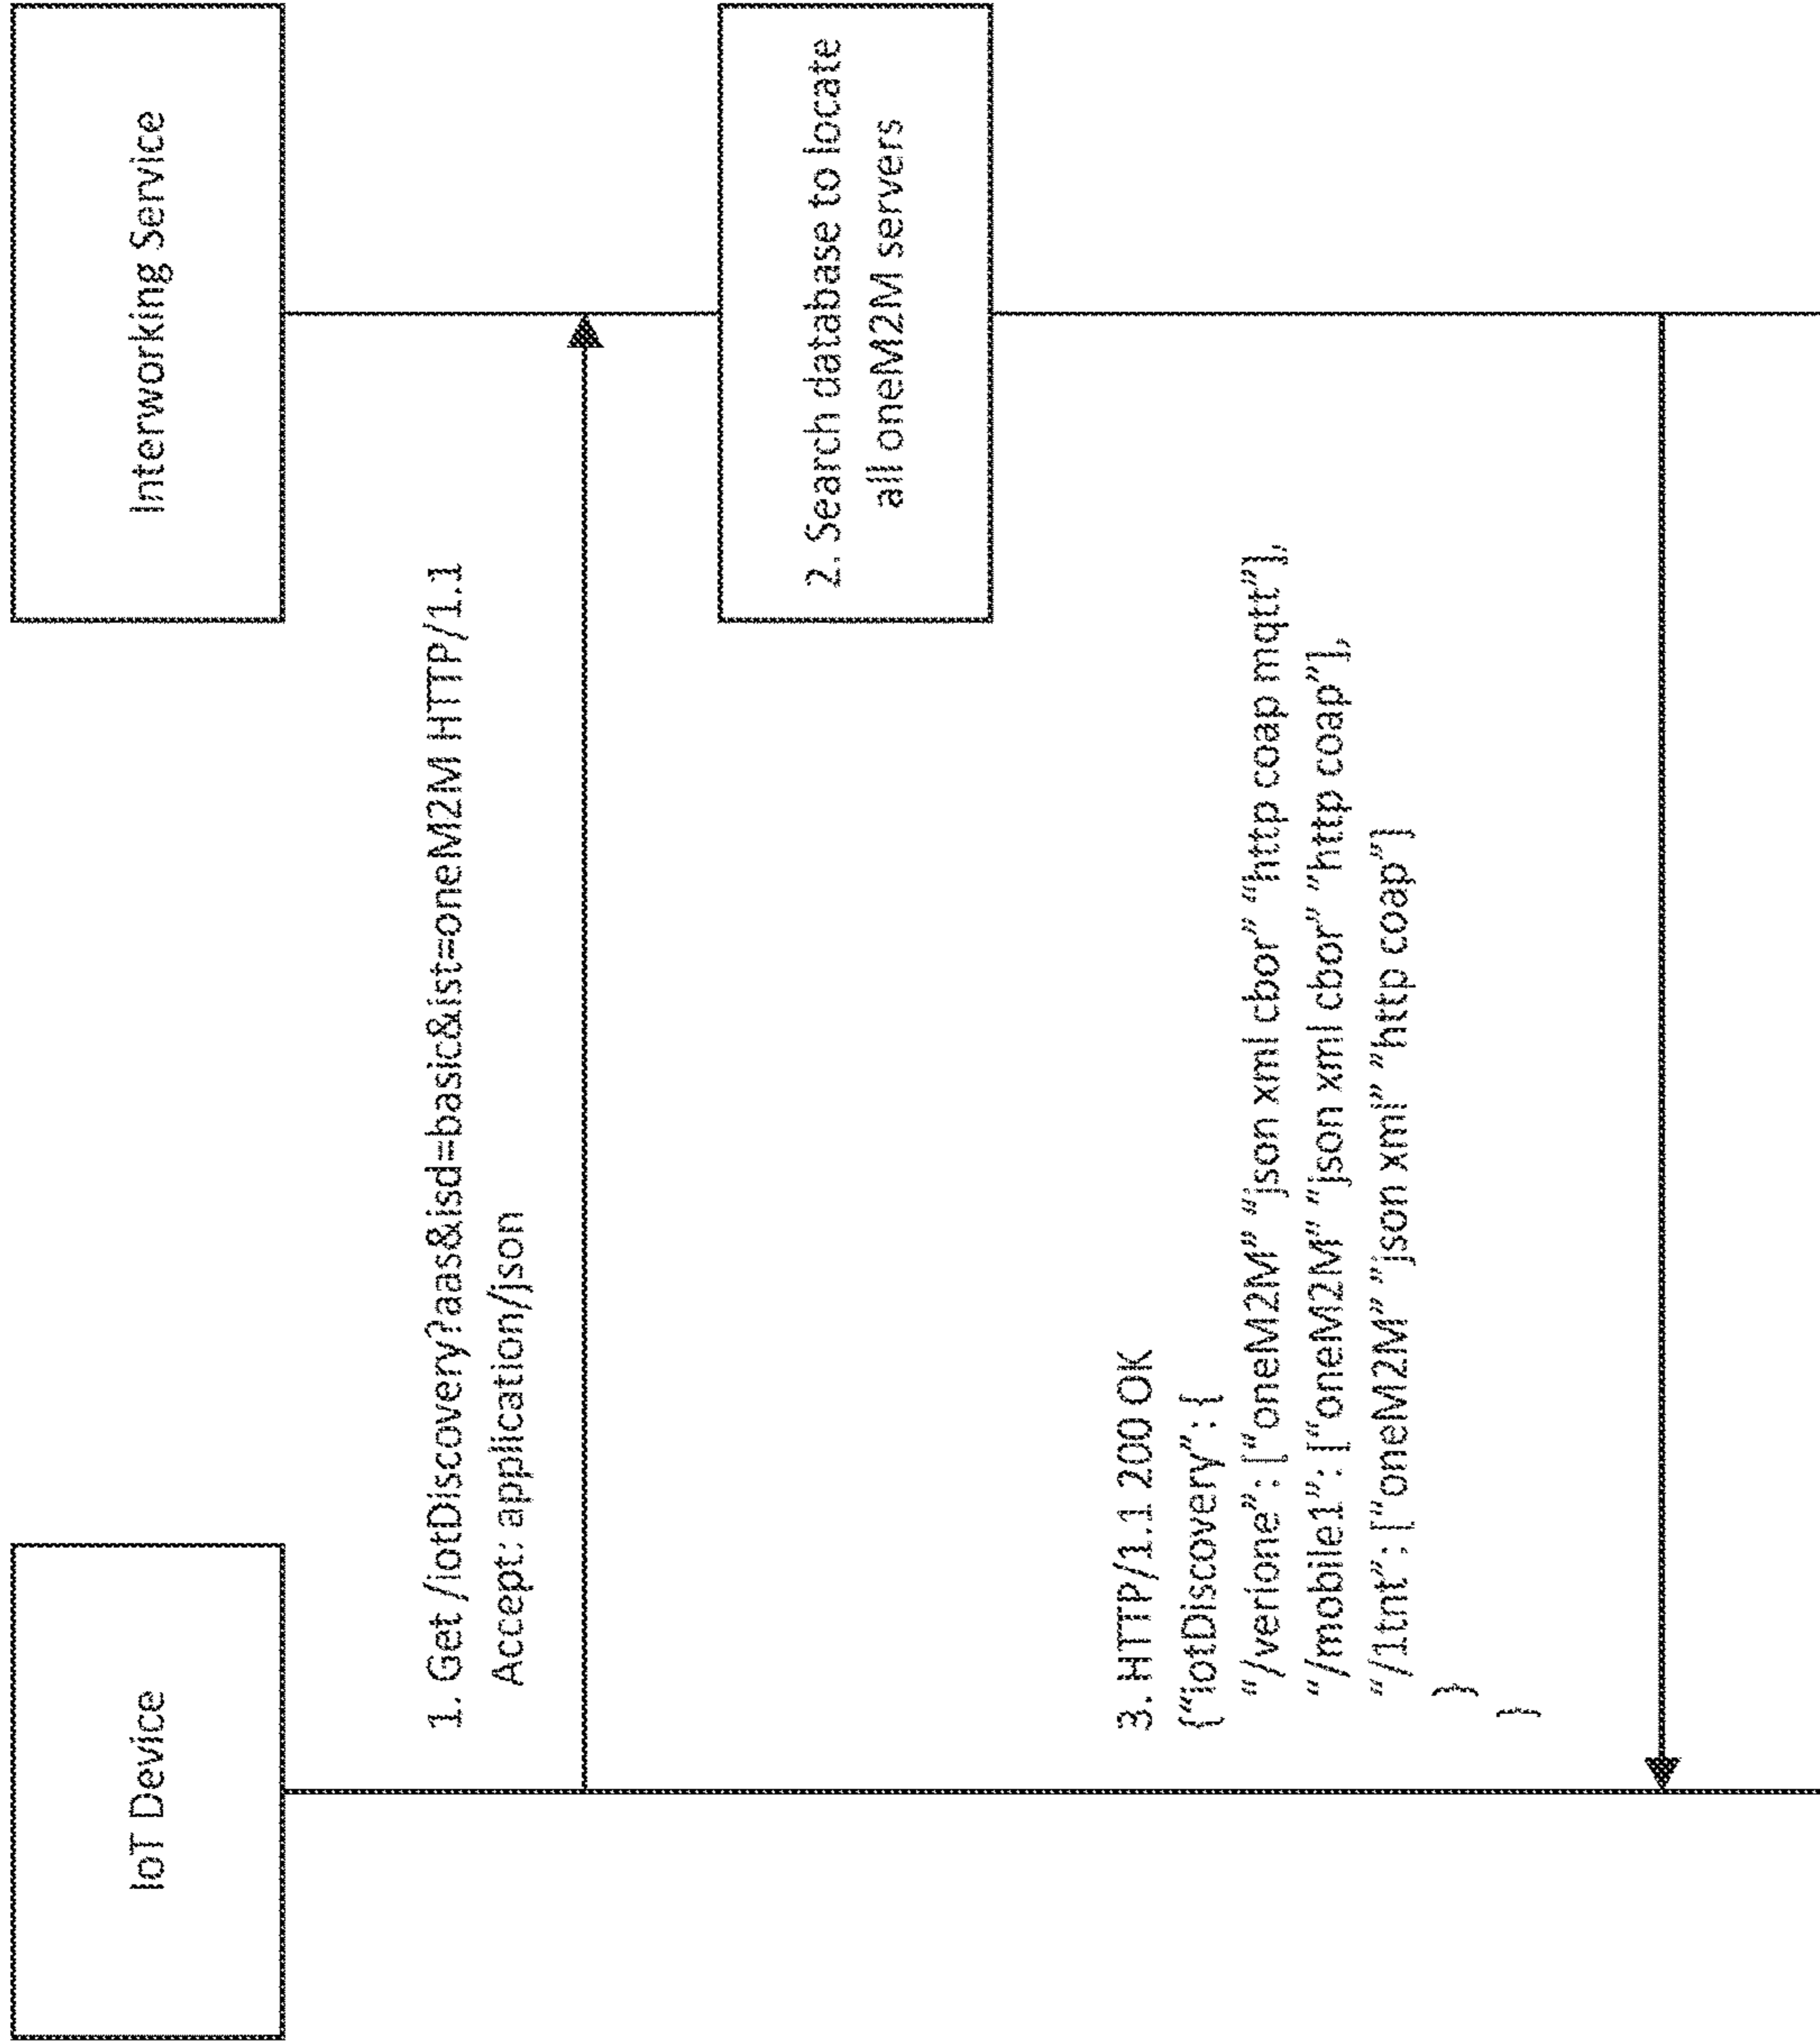 IoT Device
Interworking Service
1. Get /iotDiscovery?aas&isd=basic&ist=oneM2M HTTP/1.1
Accept: application/json
2. Search database to locate
all oneM2M servers
3. HTTP/1.1 200 OK
{“iotDiscovery”: {
“/verione”: [“oneM2M” “json xml cbor” “http coap mqtt”],
“/mobile1”: [“oneM2M” “json xml cbor” “http coap”],
“/1tnt”: [“oneM2M” “json xml” “http coap”]
}
}